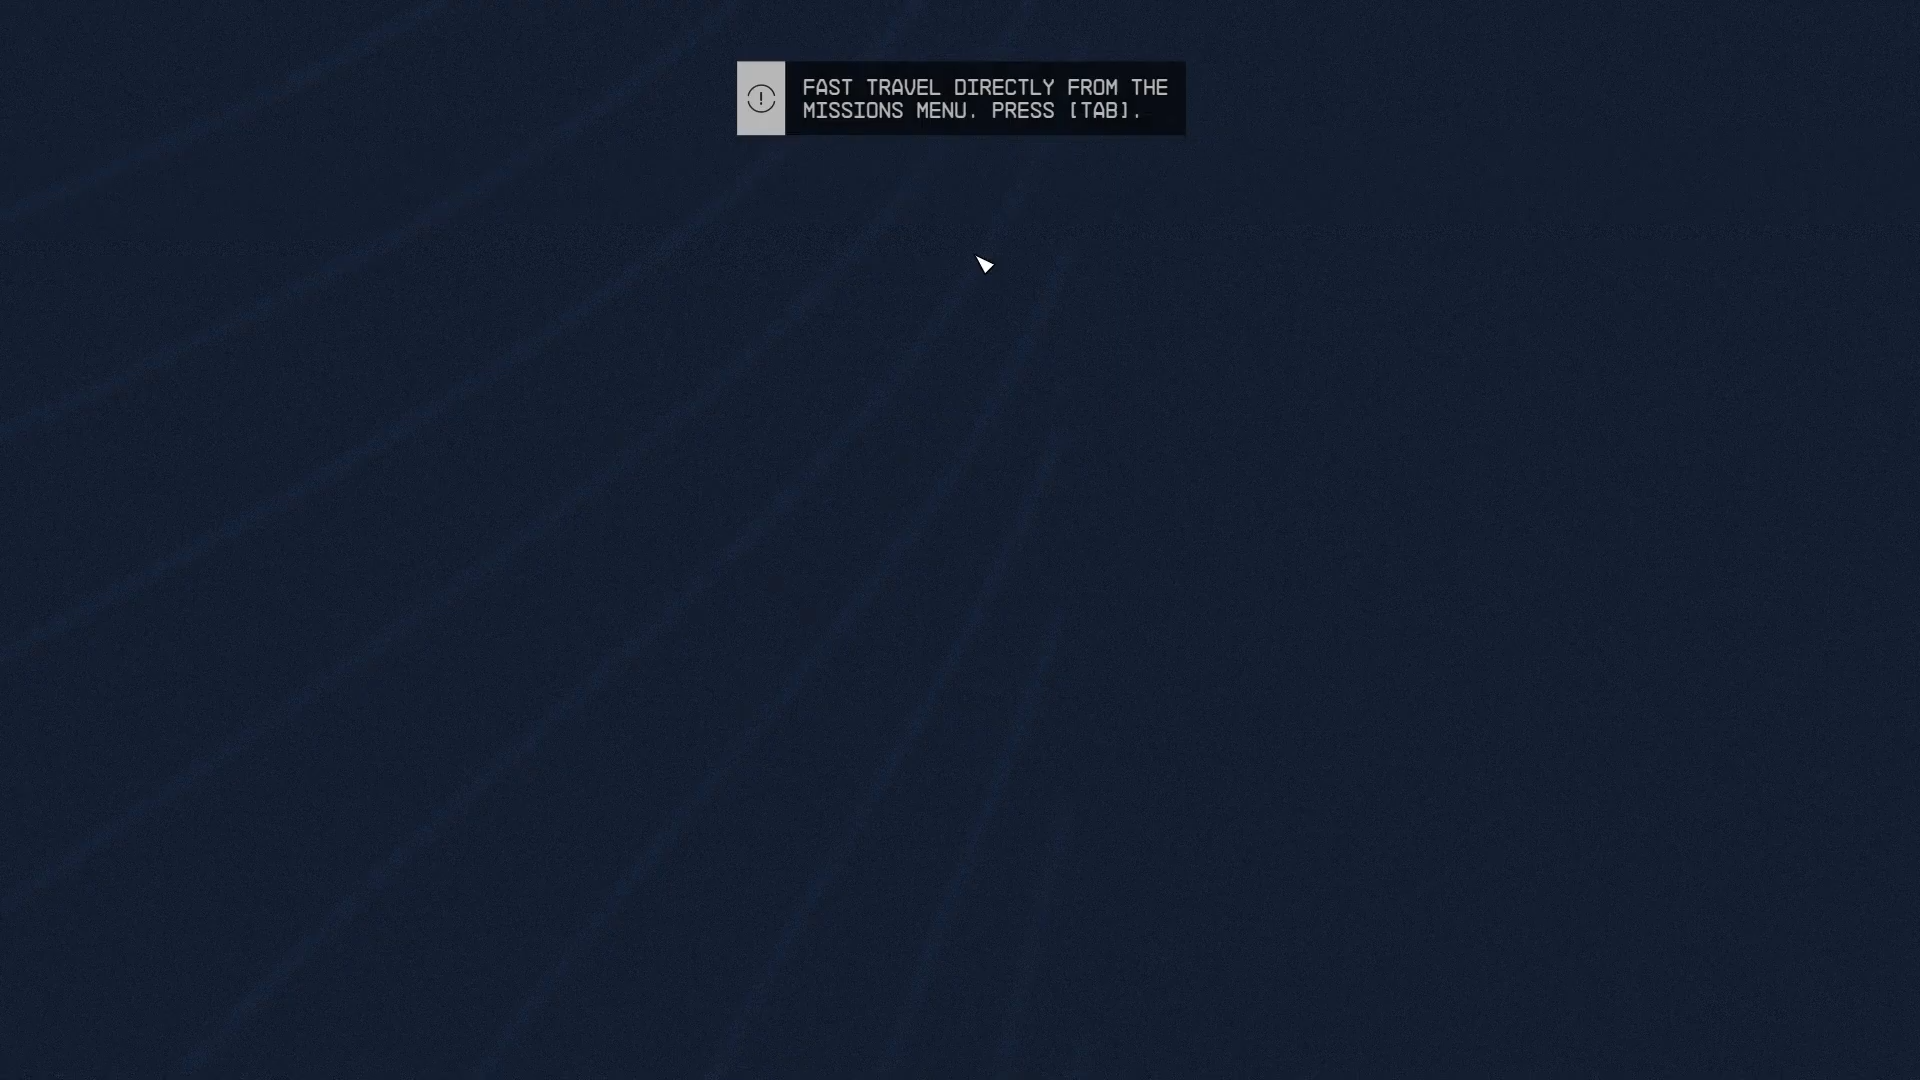 FAST TRAVEL DIRECTLY FROM THE
MISSIONS MENU. PRESS [TAB].